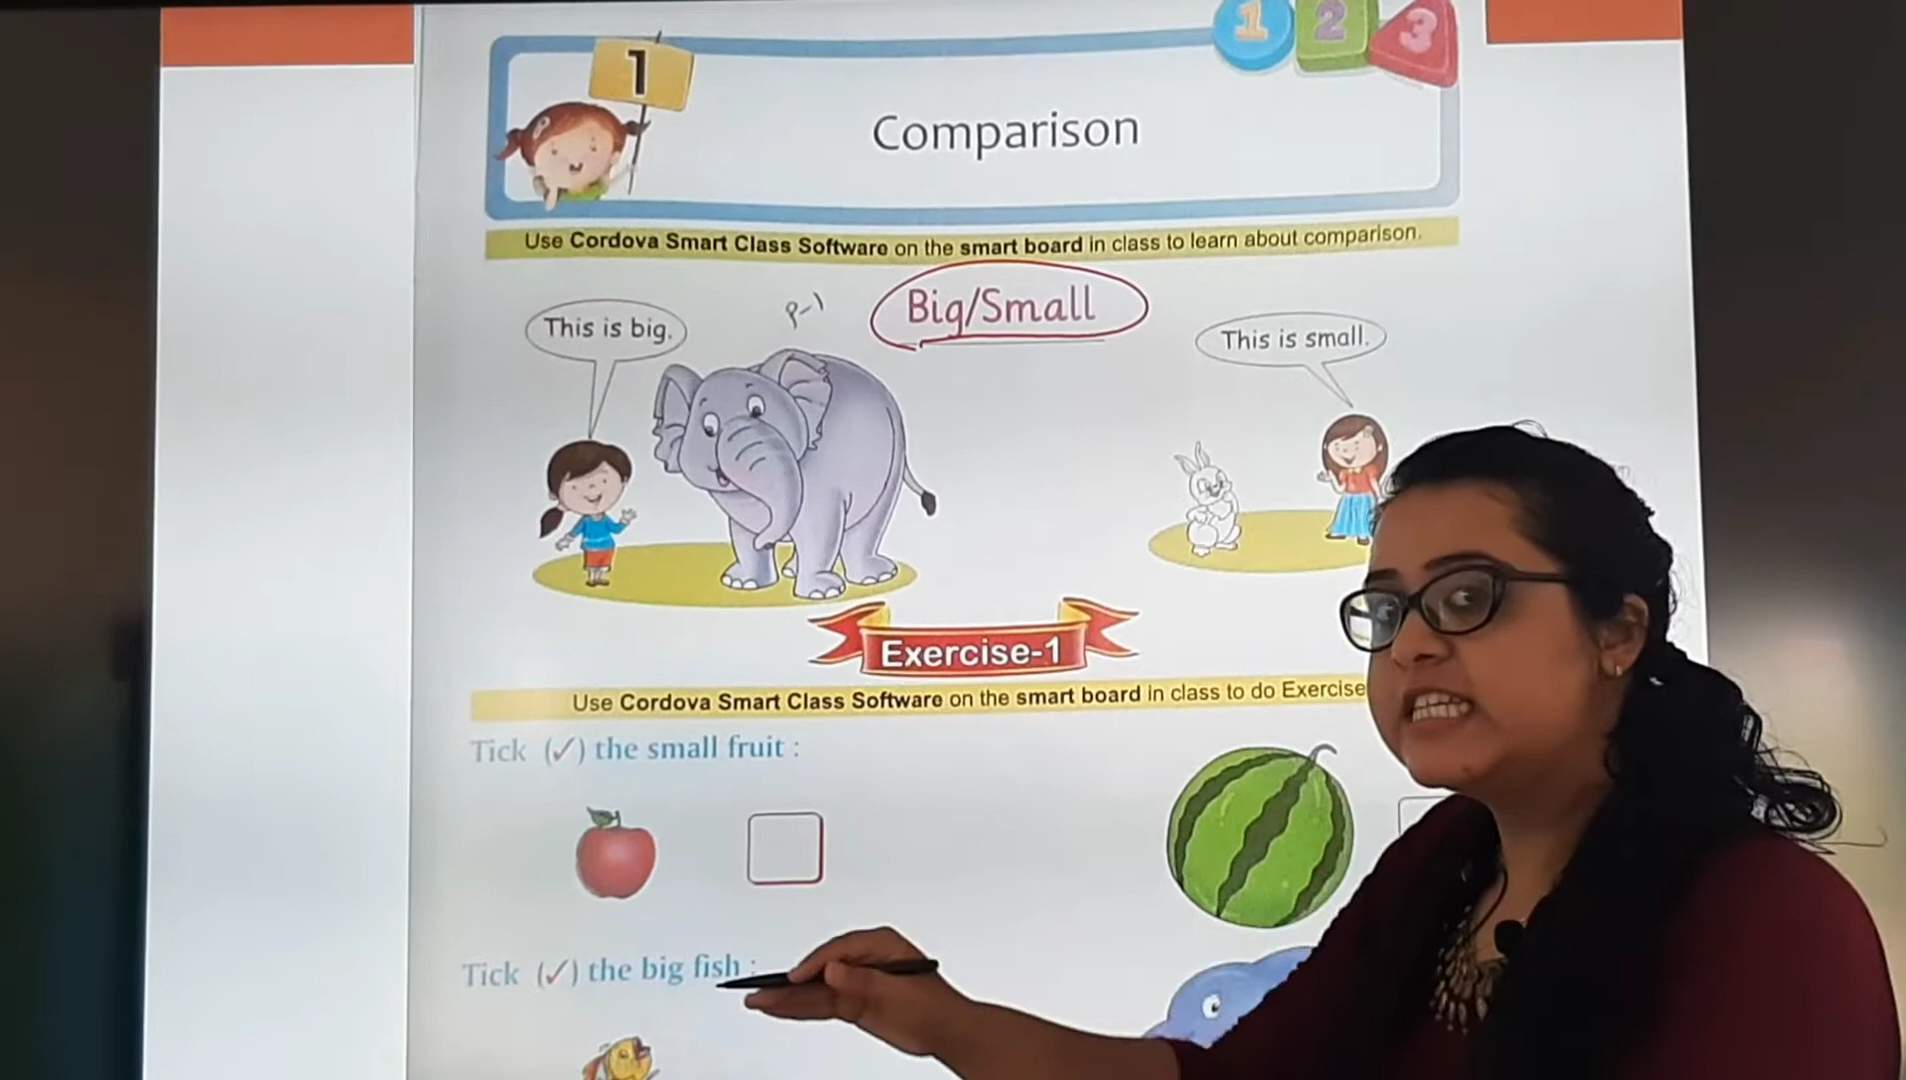 1
1 2 3
Comparison
Use Cordova Smart Class Software on the smart board in class to learn about comparison.
This is big.
P-1
Big/Small
This is small.
Exercise-1
Use Cordova Smart Class Software on the smart board in class to do Exercise
Tick (✓) the small fruit :
Tick (✓) the big fish :